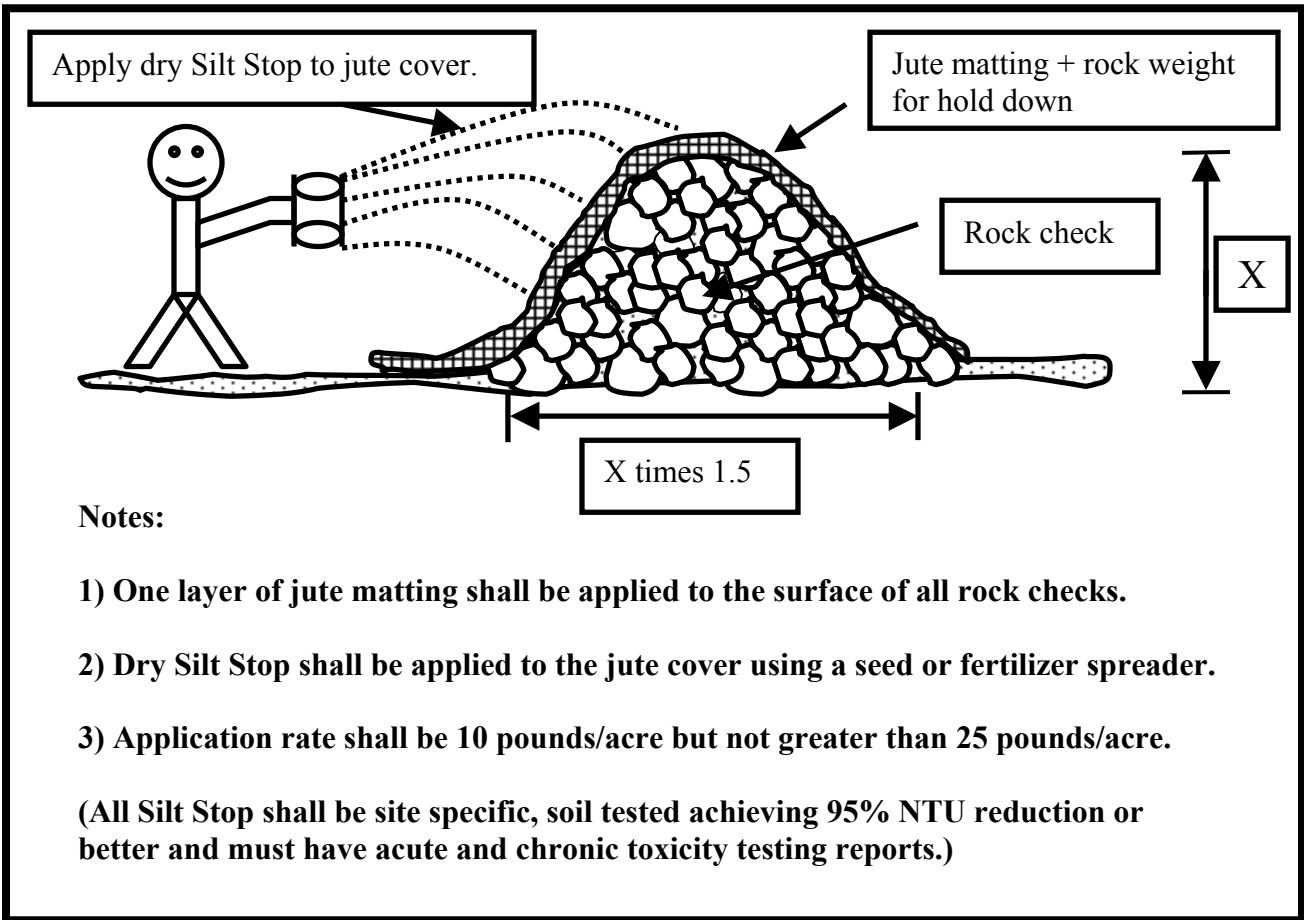 Apply dry Silt Stop to jute cover.
Jute matting + rock weight
for hold down
Rock check
X
X times 1.5
Notes:
1) One layer of jute matting shall be applied to the surface of all rock checks.
2) Dry Silt Stop shall be applied to the jute cover using a seed or fertilizer spreader.
3) Application rate shall be 10 pounds/acre but not greater than 25 pounds/acre.
(All Silt Stop shall be site specific, soil tested achieving 95% NTU reduction or
better and must have acute and chronic toxicity testing reports.)